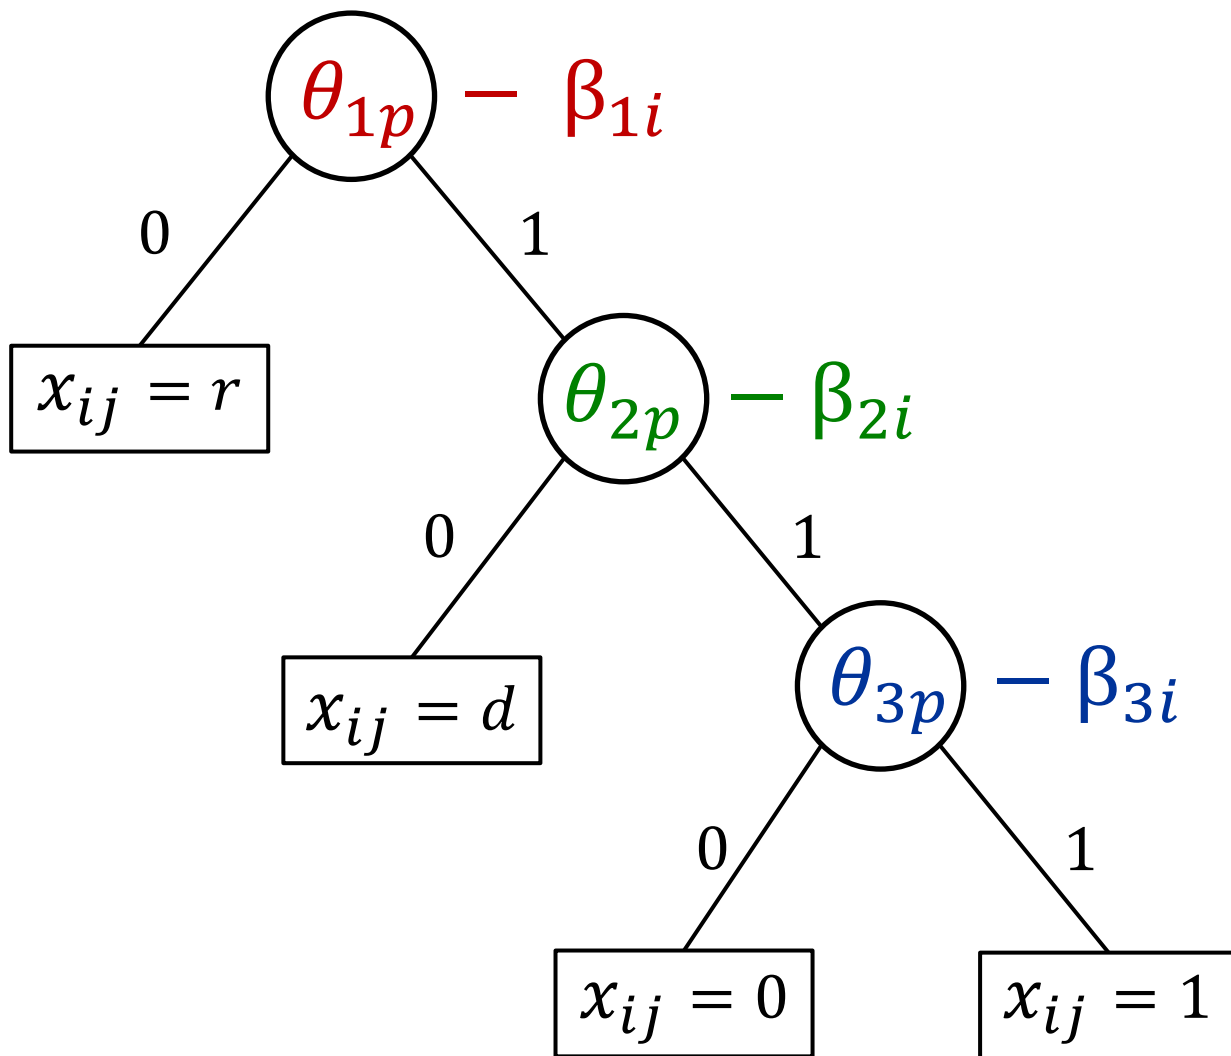 θ₁ₚ − β₁ᵢ
0 1
xᵢⱼ = r
θ₂ₚ − β₂ᵢ
0 1
xᵢⱼ = d
θ₃ₚ − β₃ᵢ
0 1
xᵢⱼ = 0
xᵢⱼ = 1